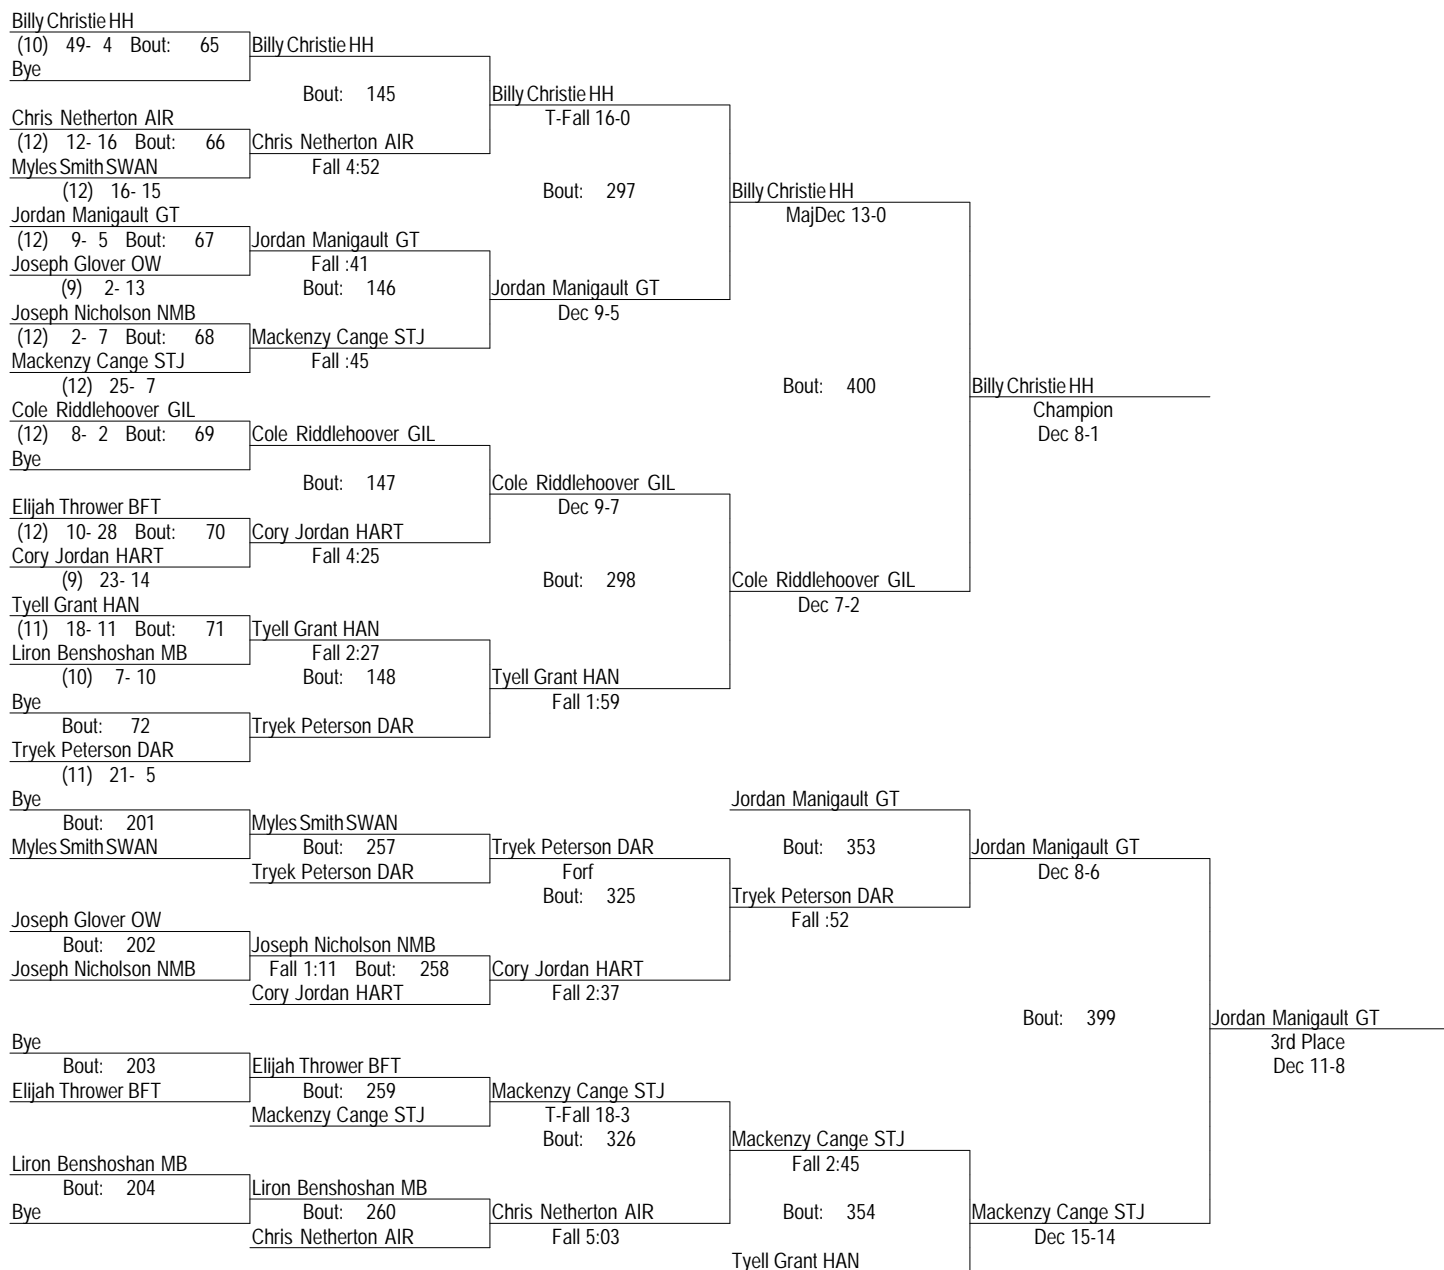 Billy Christie HH
(10) 49- 4 Bout: 65 Billy Christie HH
Bye
Bout: 145 Billy Christie HH
Chris Netherton AIR T-Fall 16-0
(12) 12- 16 Bout: 66 Chris Netherton AIR
Myles Smith SWAN Fall 4:52
(12) 16- 15 Bout: 297 Billy Christie HH
Jordan Manigault GT MajDec 13-0
(12) 9- 5 Bout: 67 Jordan Manigault GT
Joseph Glover OW Fall :41
(9) 2- 13 Bout: 146 Jordan Manigault GT
Joseph Nicholson NMB Dec 9-5
(12) 2- 7 Bout: 68 Mackenzy Cange STJ
Mackenzy Cange STJ Fall :45
(12) 25- 7 Bout: 400 Billy Christie HH
Cole Riddlehoover GIL Champion
(12) 8- 2 Bout: 69 Cole Riddlehoover GIL Dec 8-1
Bye
Bout: 147 Cole Riddlehoover GIL
Elijah Thrower BFT Dec 9-7
(12) 10- 28 Bout: 70 Cory Jordan HART
Cory Jordan HART Fall 4:25
(9) 23- 14 Bout: 298 Cole Riddlehoover GIL
Tyell Grant HAN Dec 7-2
(11) 18- 11 Bout: 71 Tyell Grant HAN
Liron Benshoshan MB Fall 2:27
(10) 7- 10 Bout: 148 Tyell Grant HAN
Bye Fall 1:59
Bout: 72 Tryek Peterson DAR
Tryek Peterson DAR
(11) 21- 5
Bye Jordan Manigault GT
Bout: 201 Myles Smith SWAN
Myles Smith SWAN Bout: 257 Tryek Peterson DAR Bout: 353 Jordan Manigault GT
Tryek Peterson DAR Forf Dec 8-6
Bout: 325 Tryek Peterson DAR
Joseph Glover OW Fall :52
Bout: 202 Joseph Nicholson NMB
Joseph Nicholson NMB Fall 1:11 Bout: 258 Cory Jordan HART
Cory Jordan HART Fall 2:37
Bout: 399 Jordan Manigault GT
Bye 3rd Place
Bout: 203 Elijah Thrower BFT Dec 11-8
Elijah Thrower BFT Bout: 259 Mackenzy Cange STJ
Mackenzy Cange STJ T-Fall 18-3
Bout: 326 Mackenzy Cange STJ
Liron Benshoshan MB Fall 2:45
Bout: 204 Liron Benshoshan MB
Bye Bout: 260 Chris Netherton AIR Bout: 354 Mackenzy Cange STJ
Chris Netherton AIR Fall 5:03 Dec 15-14
Tyell Grant HAN